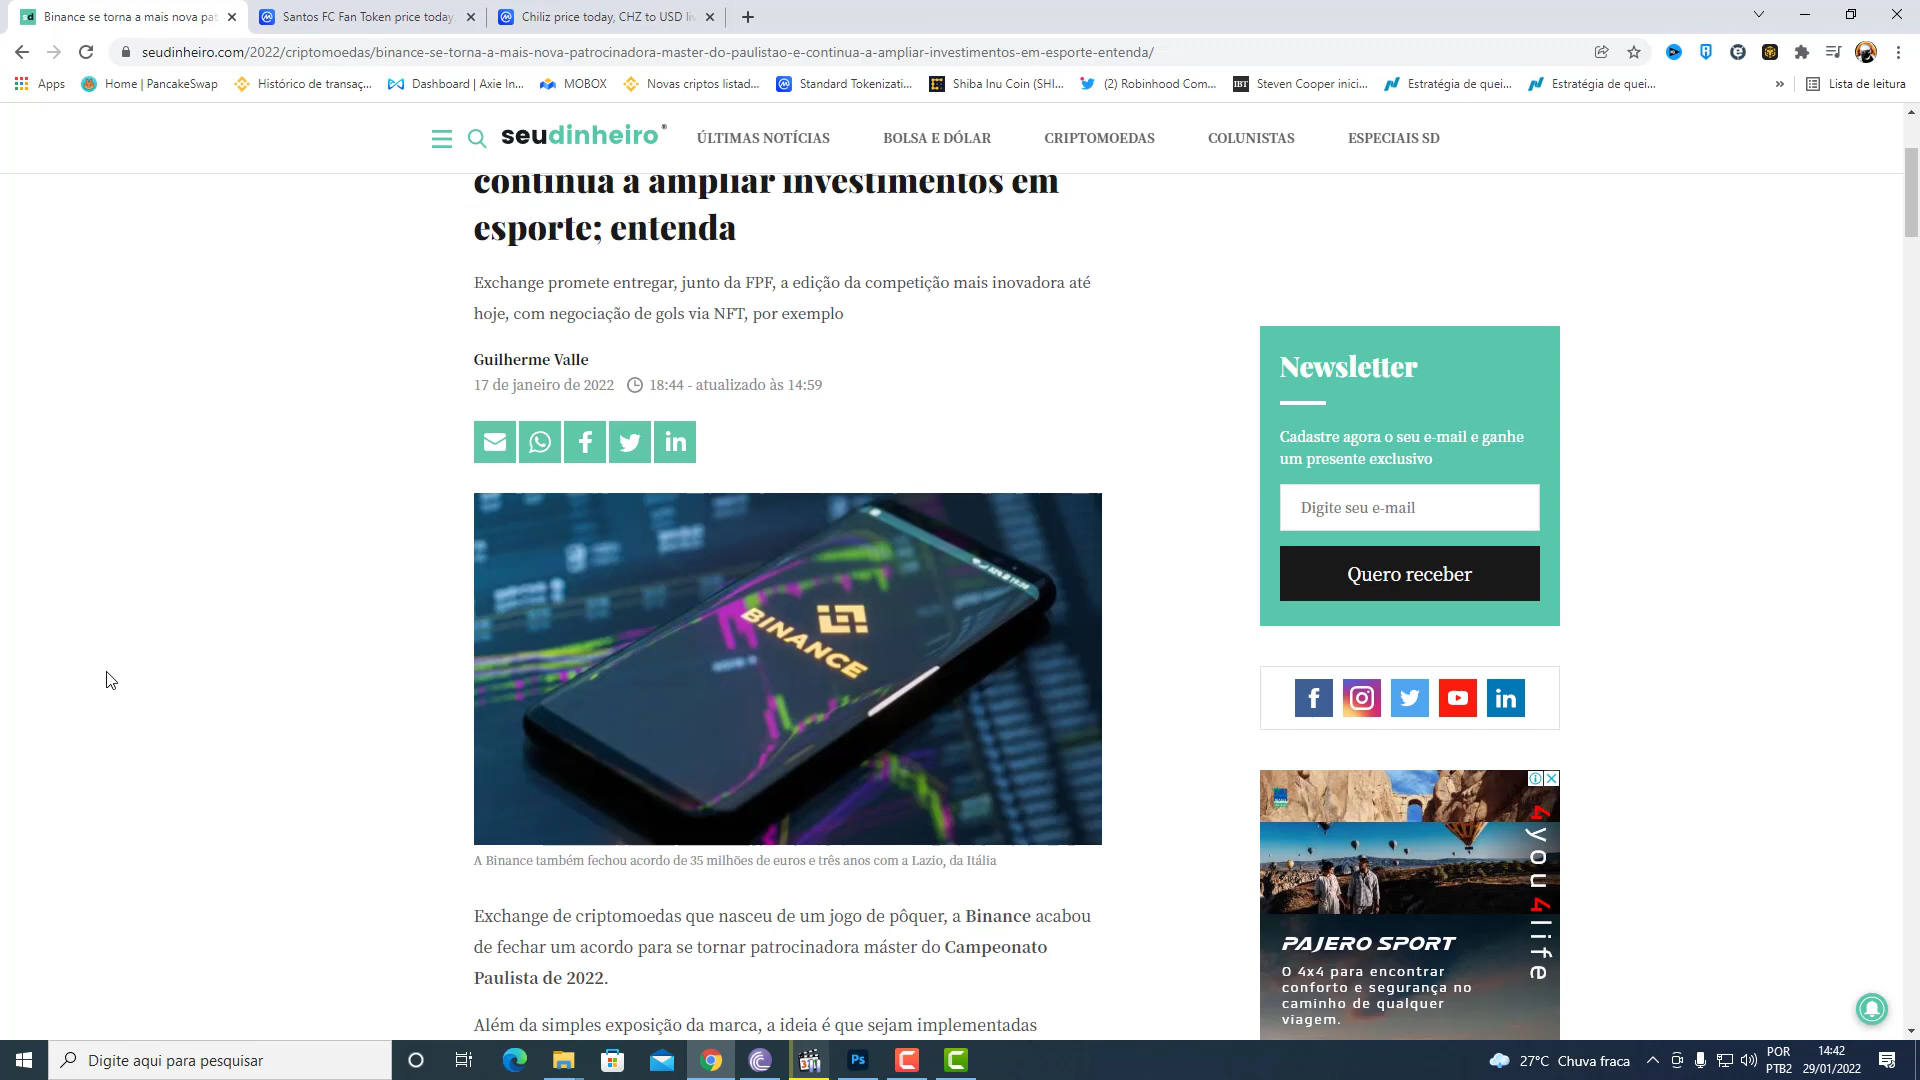 Binance se torna a mais nova pat
Santos FC Fan Token price today,
Chiliz price today, CHZ to USD li
seudinheiro.com/2022/criptomoedas/binance-se-torna-a-mais-nova-patrocinadora-master-do-paulistao-e-continua-a-ampliar-investimentos-em-esporte-entenda/
Apps
Home | PancakeSwap
Histórico de transaç...
Dashboard | Axie In...
MOBOX
Novas criptos listad...
Standard Tokenizati...
Shiba Inu Coin (SHI...
(2) Robinhood Com...
Steven Cooper inici...
Estratégia de quei...
Estratégia de quei...
»
Lista de leitura
seudinheiro
ÚLTIMAS NOTÍCIAS
BOLSA E DÓLAR
CRIPTOMOEDAS
COLUNISTAS
ESPECIAIS SD
continua a ampliar investimentos em
esporte; entenda
Exchange promete entregar, junto da FPF, a edição da competição mais inovadora até
hoje, com negociação de gols via NFT, por exemplo
Guilherme Valle
17 de janeiro de 2022 18:44 - atualizado às 14:59
BINANCE
A Binance também fechou acordo de 35 milhões de euros e três anos com a Lazio, da Itália
Exchange de criptomoedas que nasceu de um jogo de pôquer, a Binance acabou
de fechar um acordo para se tornar patrocinadora máster do Campeonato
Paulista de 2022.
Além da simples exposição da marca, a ideia é que sejam implementadas
Newsletter
Cadastre agora o seu e-mail e ganhe
um presente exclusivo
Digite seu e-mail
Quero receber
4you4life
PAJERO SPORT
O 4x4 para encontrar
conforto e segurança no
caminho de qualquer
viagem.
Digite aqui para pesquisar
Ps
27°C Chuva fraca
POR
PTB2
14:42
29/01/2022